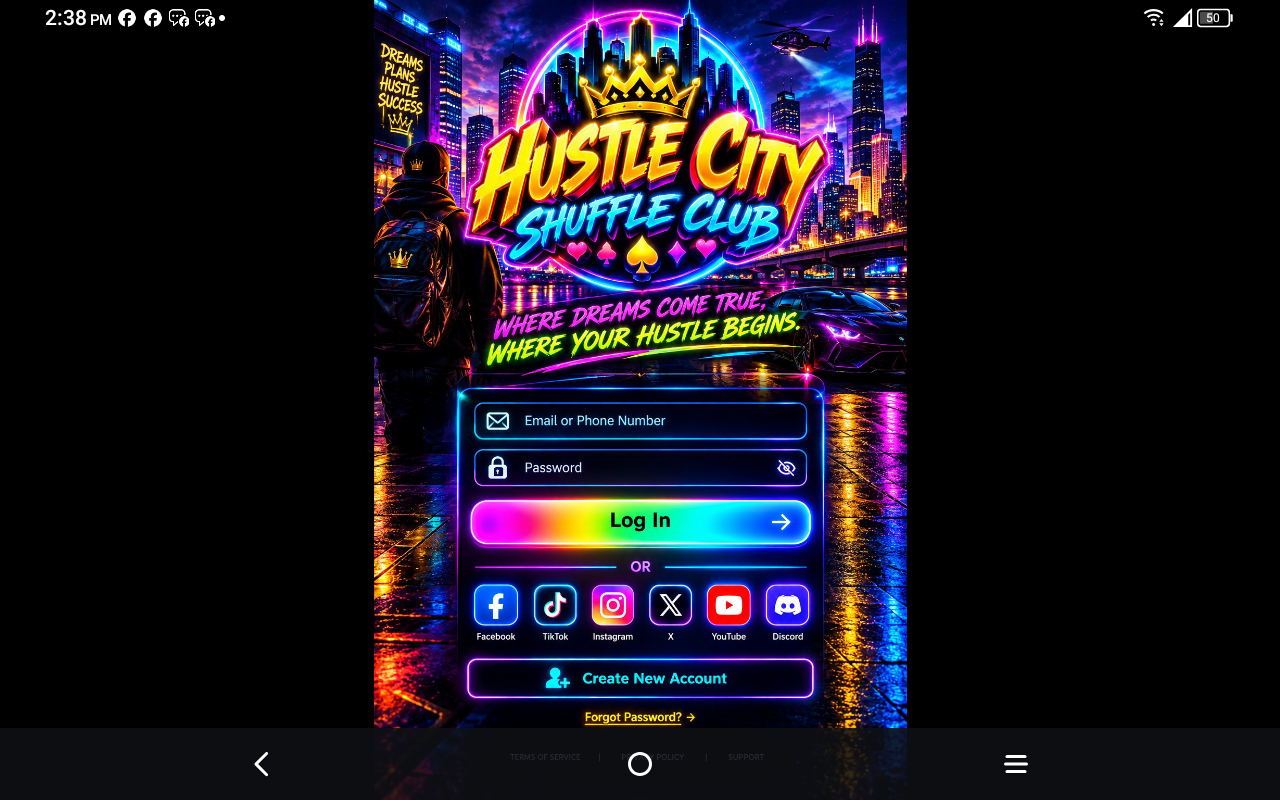 2:38 PM
50
DREAMS
PLANS
HUSTLE
SUCCESS
HUSTLE CITY
SHUFFLE CLUB
WHERE DREAMS COME TRUE,
WHERE YOUR HUSTLE BEGINS.
Email or Phone Number
Password
Log In
OR
Facebook TikTok Instagram X YouTube Discord
Create New Account
Forgot Password?
TERMS OF SERVICE | POLICY | SUPPORT